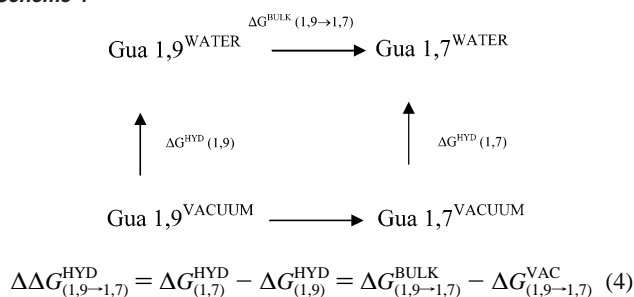 ΔG^BULK (1,9→1,7)
Gua 1,9^WATER Gua 1,7^WATER
ΔG^HYD (1,9) ΔG^HYD (1,7)
Gua 1,9^VACUUM Gua 1,7^VACUUM
ΔΔG^HYD_(1,9→1,7) = ΔG^HYD_(1,7) − ΔG^HYD_(1,9) = ΔG^BULK_(1,9→1,7) − ΔG^VAC_(1,9→1,7) (4)